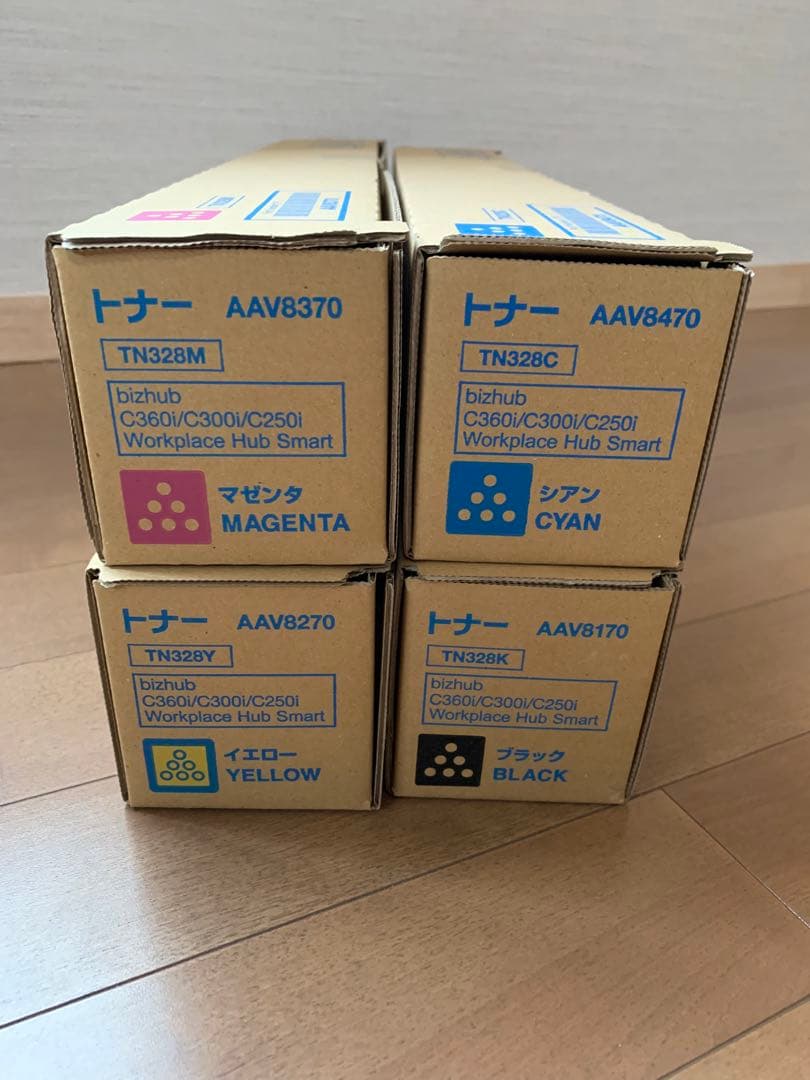 トナー AAV8370
TN328M
bizhub
C360i/C300i/C250i
Workplace Hub Smart
マゼンタ
MAGENTA
トナー AAV8470
TN328C
bizhub
C360i/C300i/C250i
Workplace Hub Smart
シアン
CYAN
トナー AAV8270
TN328Y
bizhub
C360i/C300i/C250i
Workplace Hub Smart
イエロー
YELLOW
トナー AAV8170
TN328K
bizhub
C360i/C300i/C250i
Workplace Hub Smart
ブラック
BLACK